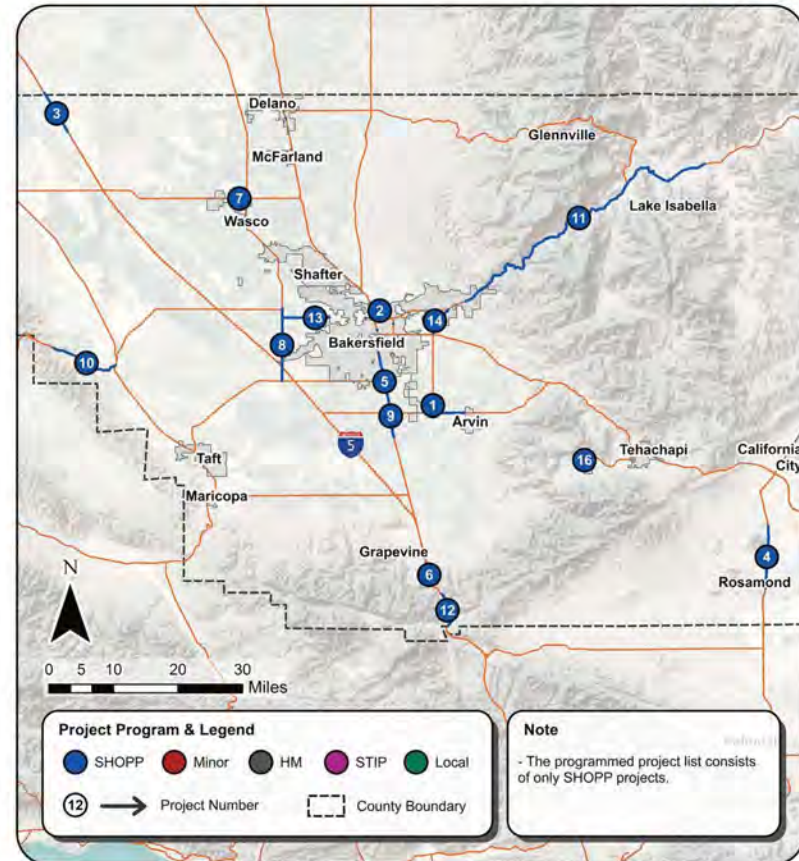 Delano
3
Glennville
McFarland
7
Wasco
Lake Isabella
11
Shafter
2
13
14
Bakersfield
8
10
5
1
9
Arvin
INTERSTATE
5
Tehachapi
California
City
16
Taft
Maricopa
Grapevine
4
6
Rosamond
12
N
0 5 10 20 30
Miles
Project Program & Legend
SHOPP Minor HM STIP Local
12 Project Number County Boundary
Note
- The programmed project list consists
of only SHOPP projects.